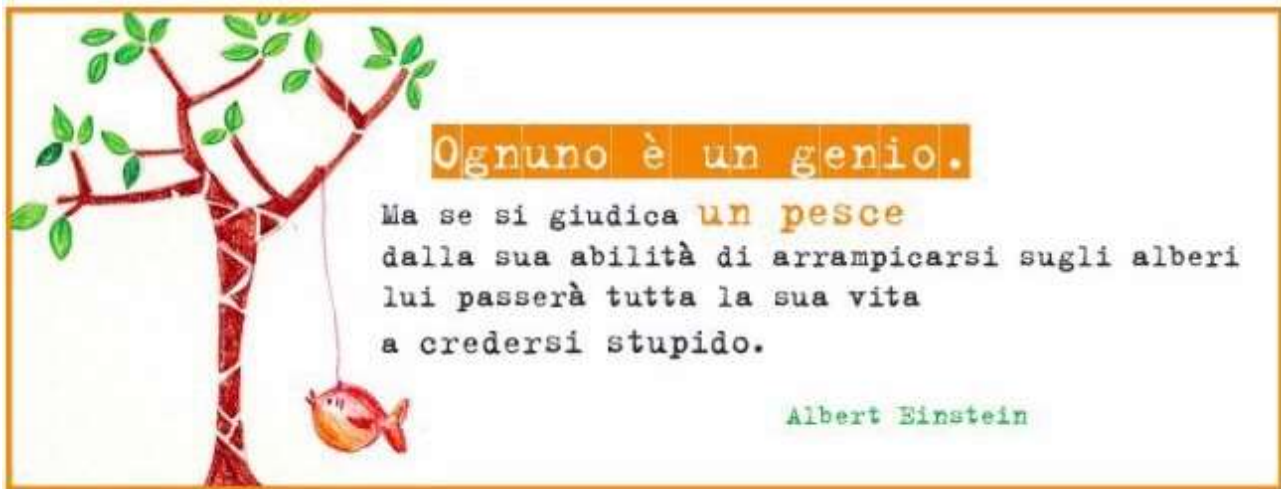 Ognuno è un genio.
Ma se si giudica un pesce
dalla sua abilità di arrampicarsi sugli alberi
lui passerà tutta la sua vita
a credersi stupido.
Albert Einstein